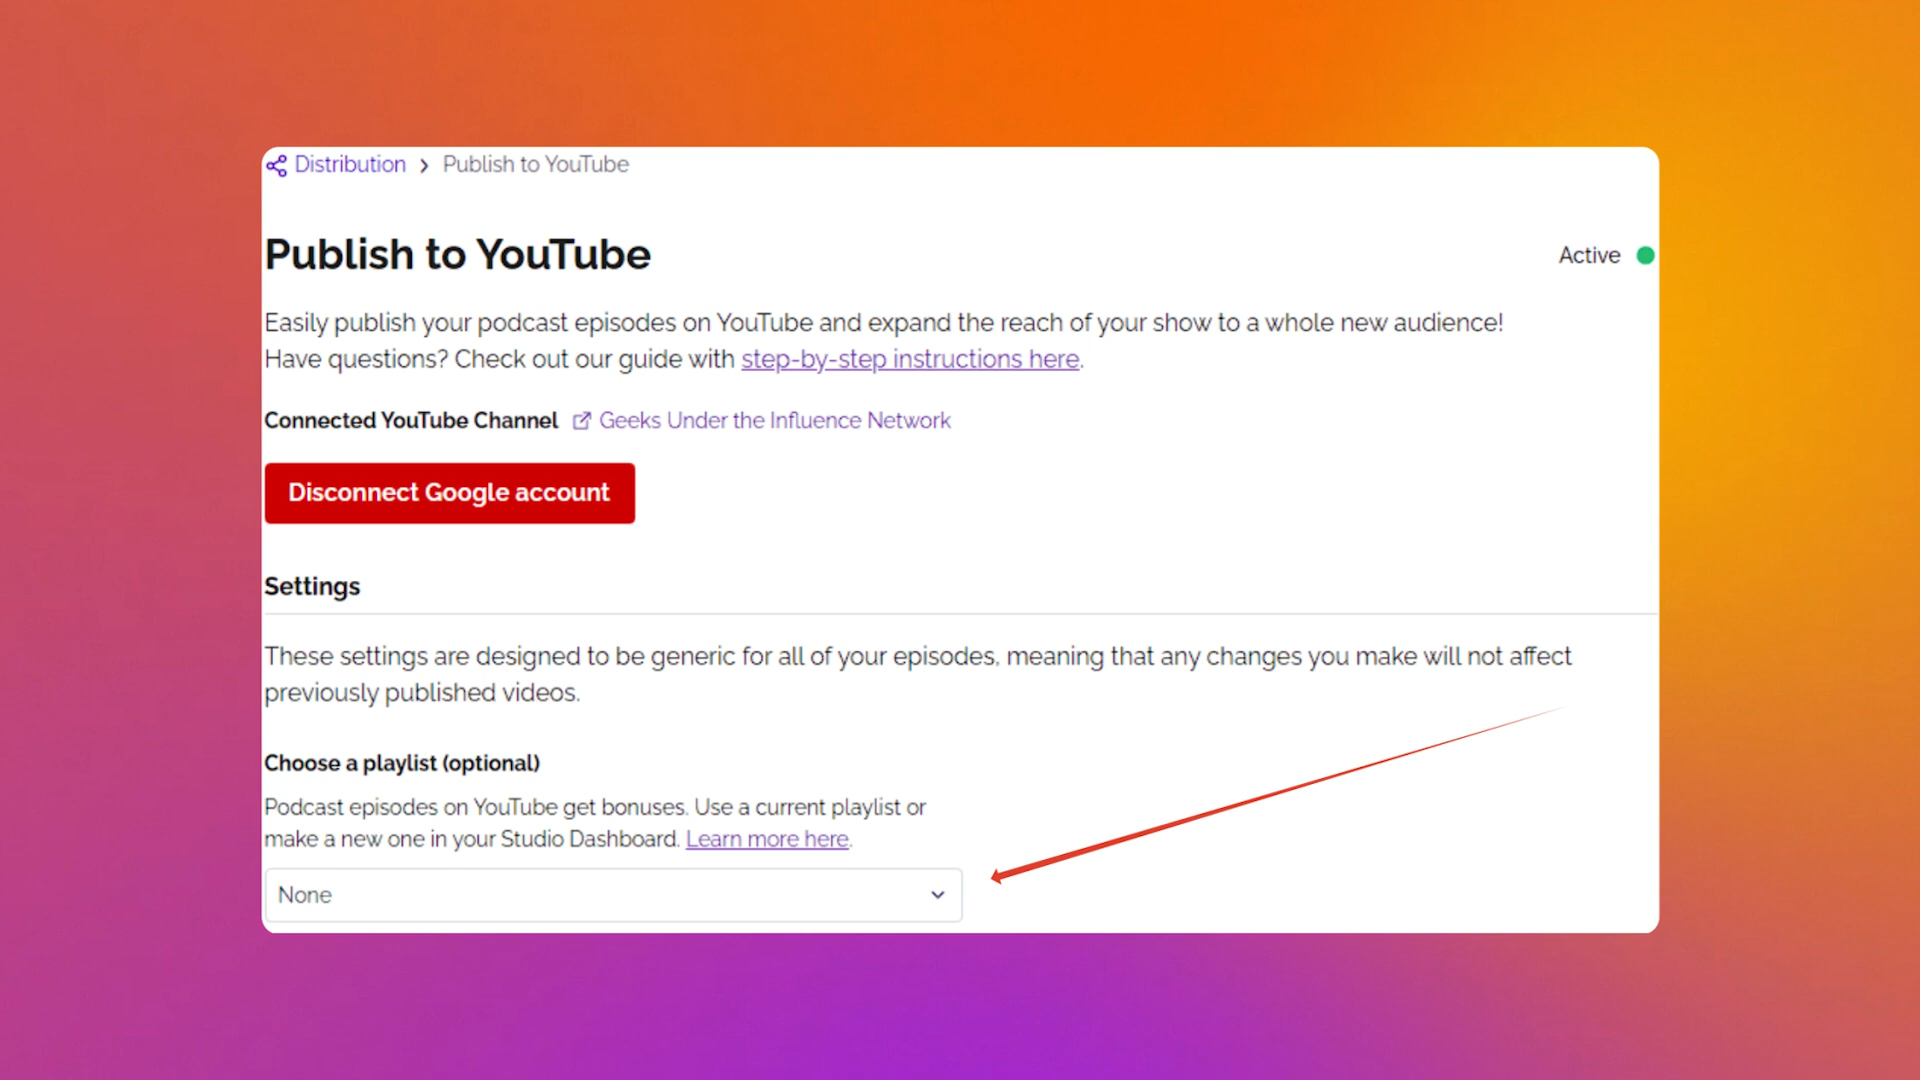 Distribution > Publish to YouTube
Publish to YouTube
Active
Easily publish your podcast episodes on YouTube and expand the reach of your show to a whole new audience!
Have questions? Check out our guide with step-by-step instructions here.
Connected YouTube Channel Geeks Under the Influence Network
Disconnect Google account
Settings
These settings are designed to be generic for all of your episodes, meaning that any changes you make will not affect
previously published videos.
Choose a playlist (optional)
Podcast episodes on YouTube get bonuses. Use a current playlist or
make a new one in your Studio Dashboard. Learn more here.
None